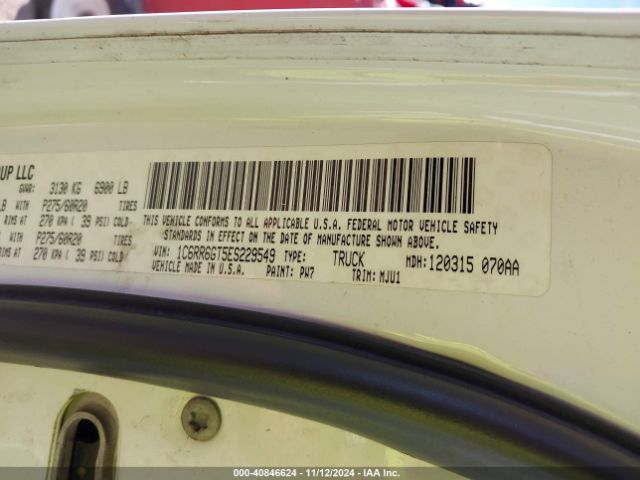 UP LLC
GVWR: 3130 KG 6900 LB
LB WITH P275/60R20 TIRES
RIMS AT 270 KPA ( 39 PSI) COLD
WITH P275/60R20 TIRES
RIMS AT 270 KPA ( 39 PSI) COLD
THIS VEHICLE CONFORMS TO ALL APPLICABLE U.S.A. FEDERAL MOTOR VEHICLE SAFETY
STANDARDS IN EFFECT ON THE DATE OF MANUFACTURE SHOWN ABOVE.
VIN: 1C6RR6GT5ES229549 TYPE: TRUCK MDH: 120315 070AA
VEHICLE MADE IN U.S.A. PAINT: PW7 TRIM: MJU1
000-40846624 - 11/12/2024 - IAA Inc.